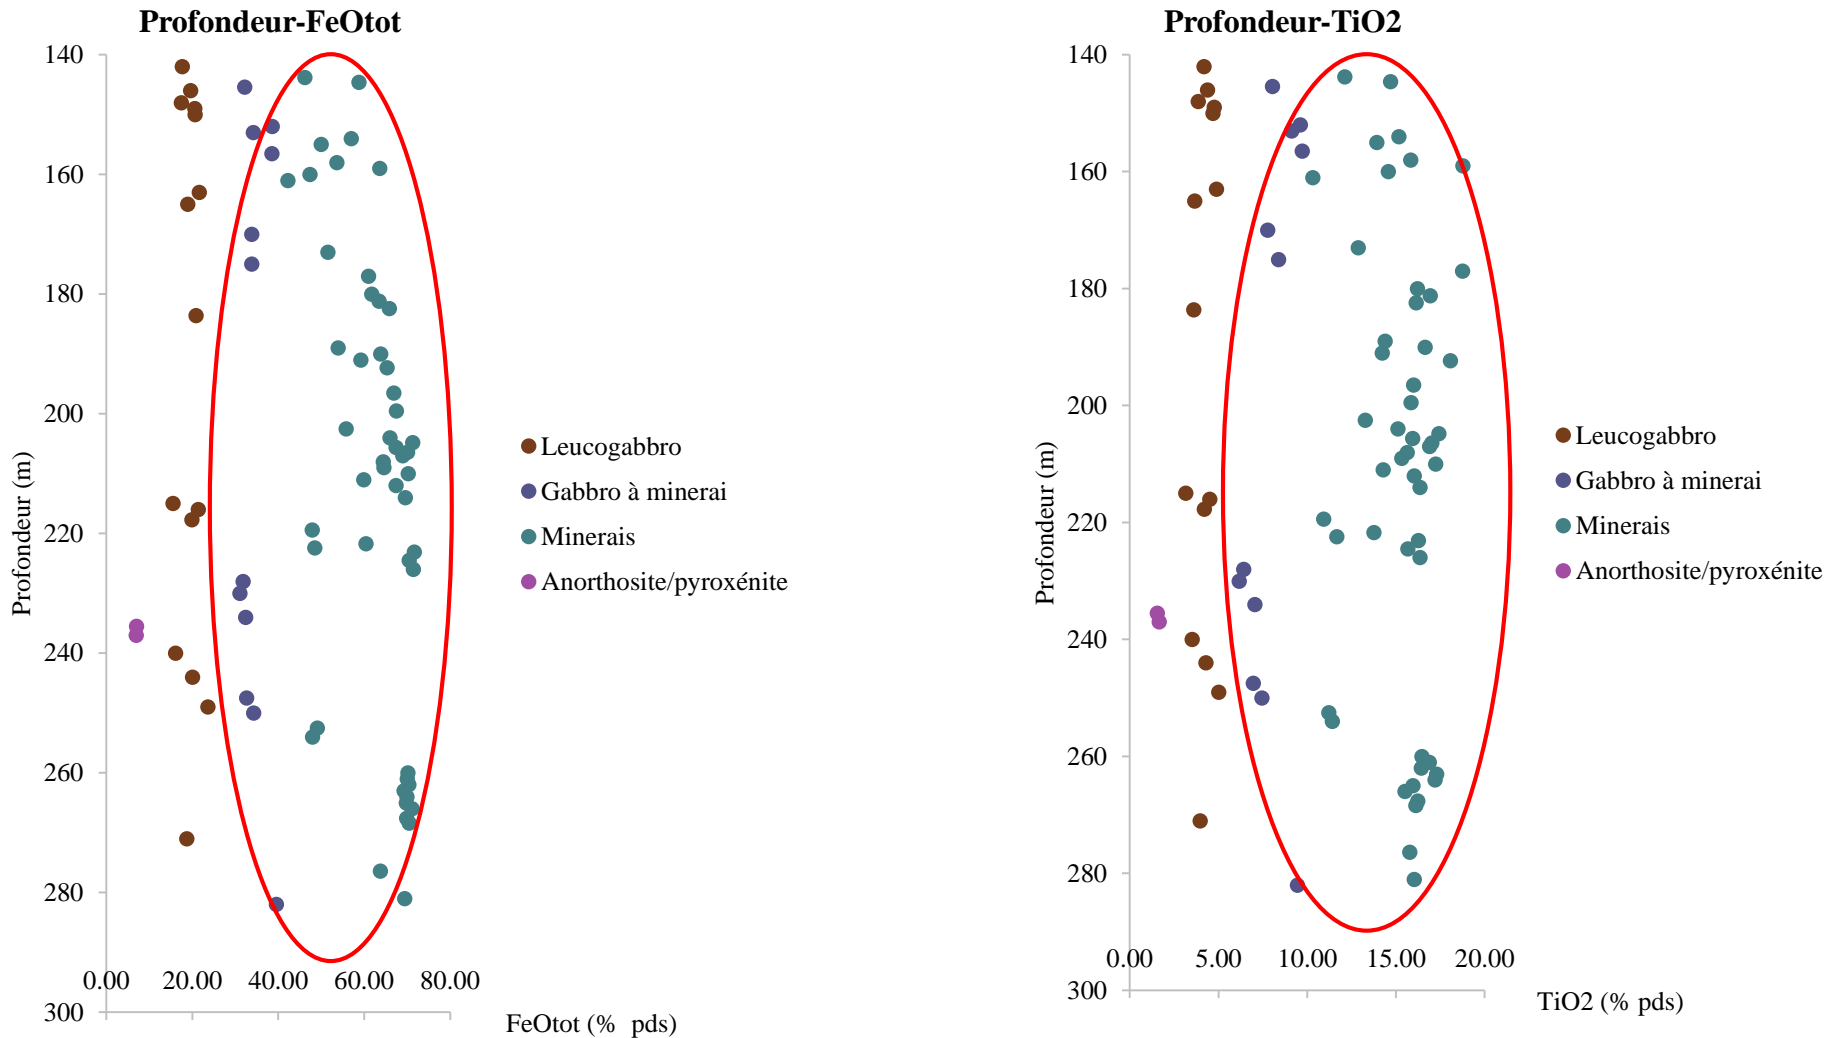 Profondeur-FeOtot
140
160
180
200
220
240
260
280
300
0.00 20.00 40.00 60.00 80.00
Profondeur (m)
FeOtot (% pds)
Leucogabbro
Gabbro à minerai
Minerais
Anorthosite/pyroxénite
Profondeur-TiO2
140
160
180
200
220
240
260
280
300
0.00 5.00 10.00 15.00 20.00
Profondeur (m)
TiO2 (% pds)
Leucogabbro
Gabbro à minerai
Minerais
Anorthosite/pyroxénite